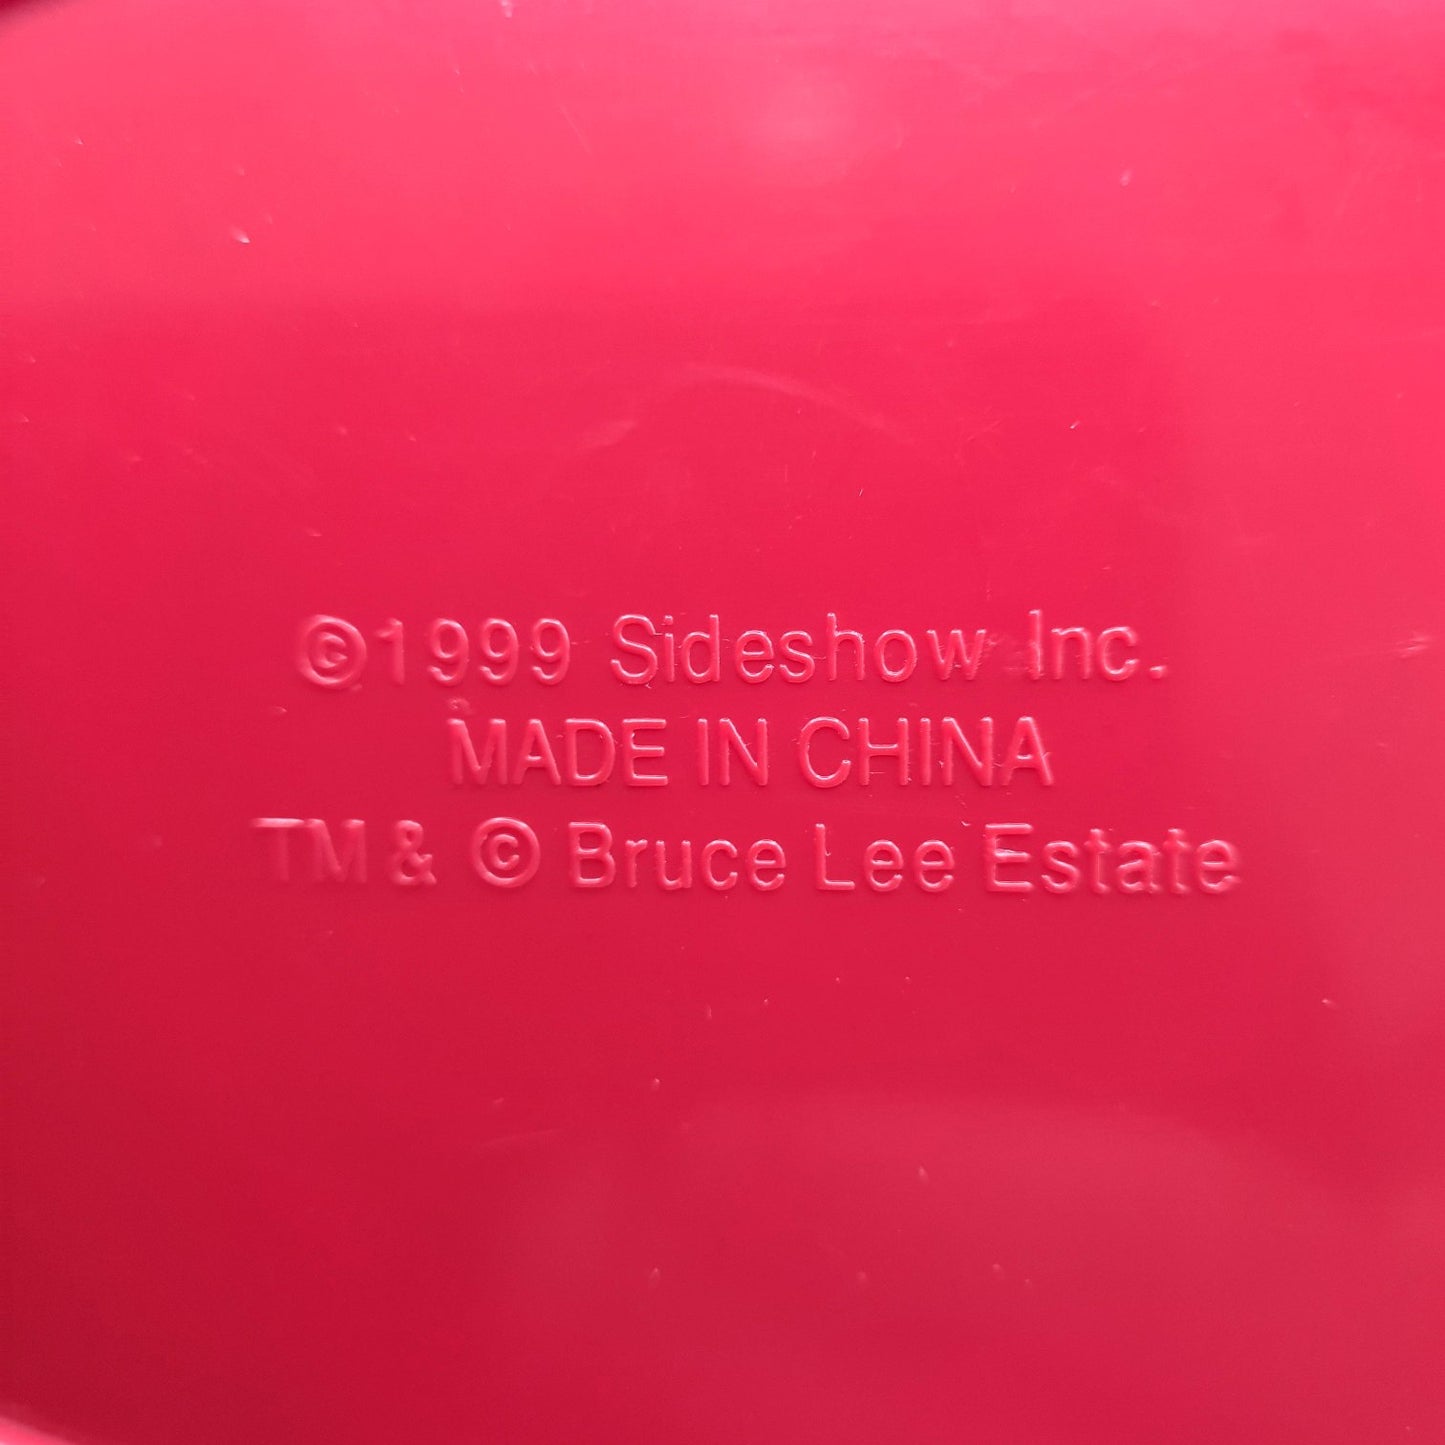 ©1999 Sideshow Inc.
MADE IN CHINA
TM & © Bruce Lee Estate